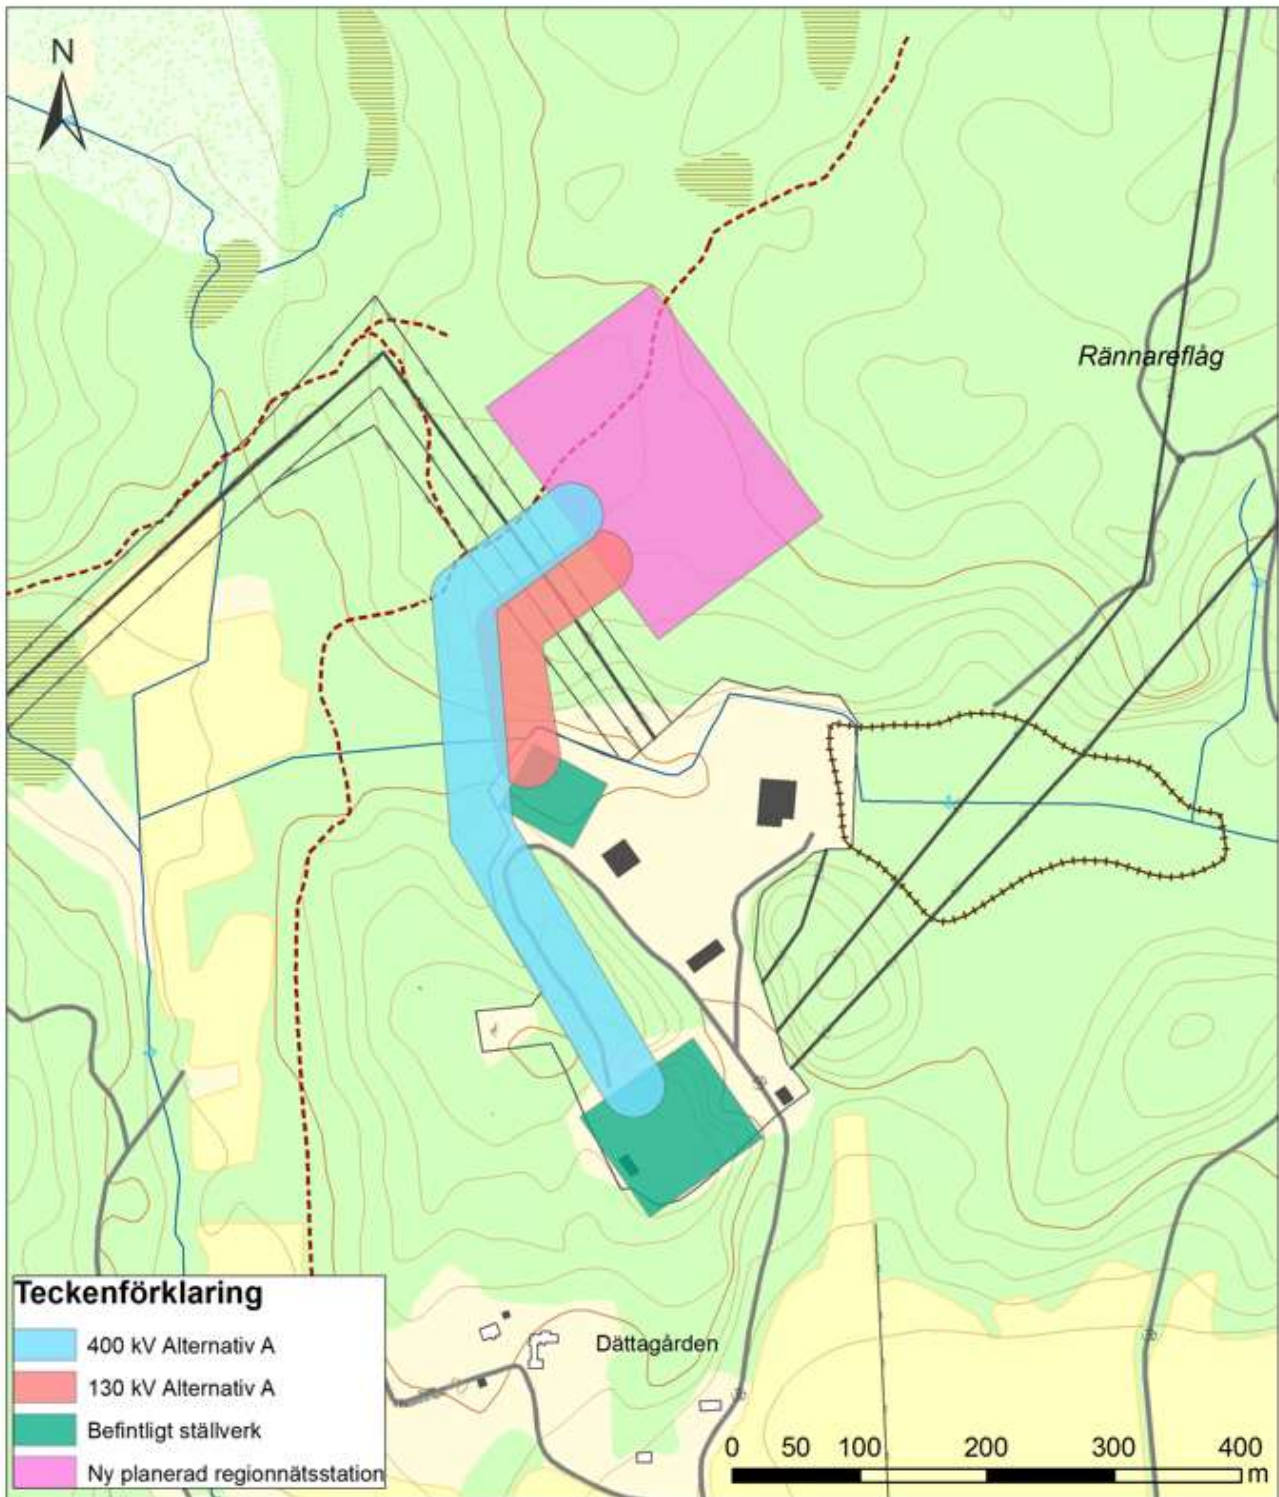 N
Rännareflåg
Dättagården
Teckenförklaring
400 kV Alternativ A
130 kV Alternativ A
Befintligt ställverk
Ny planerad regionnätsstation
0 50 100 200 300 400
m